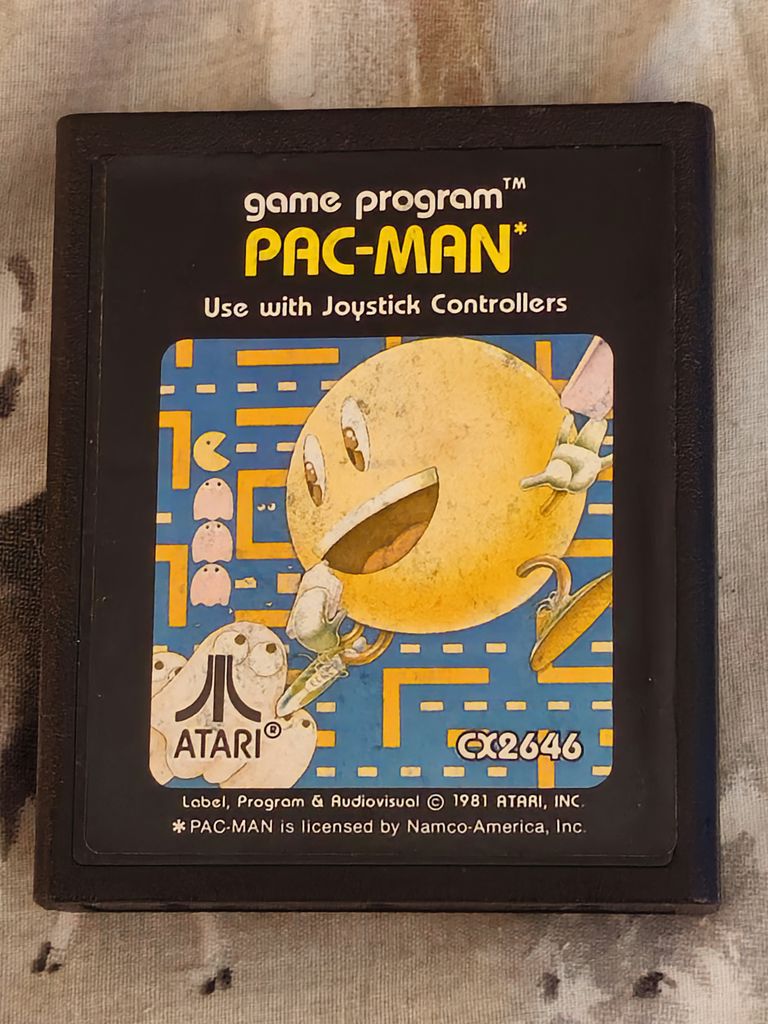 game program™
PAC-MAN*
Use with Joystick Controllers
ATARI®
CX2646
Label, Program & Audiovisual © 1981 ATARI, INC.
* PAC-MAN is licensed by Namco-America, Inc.